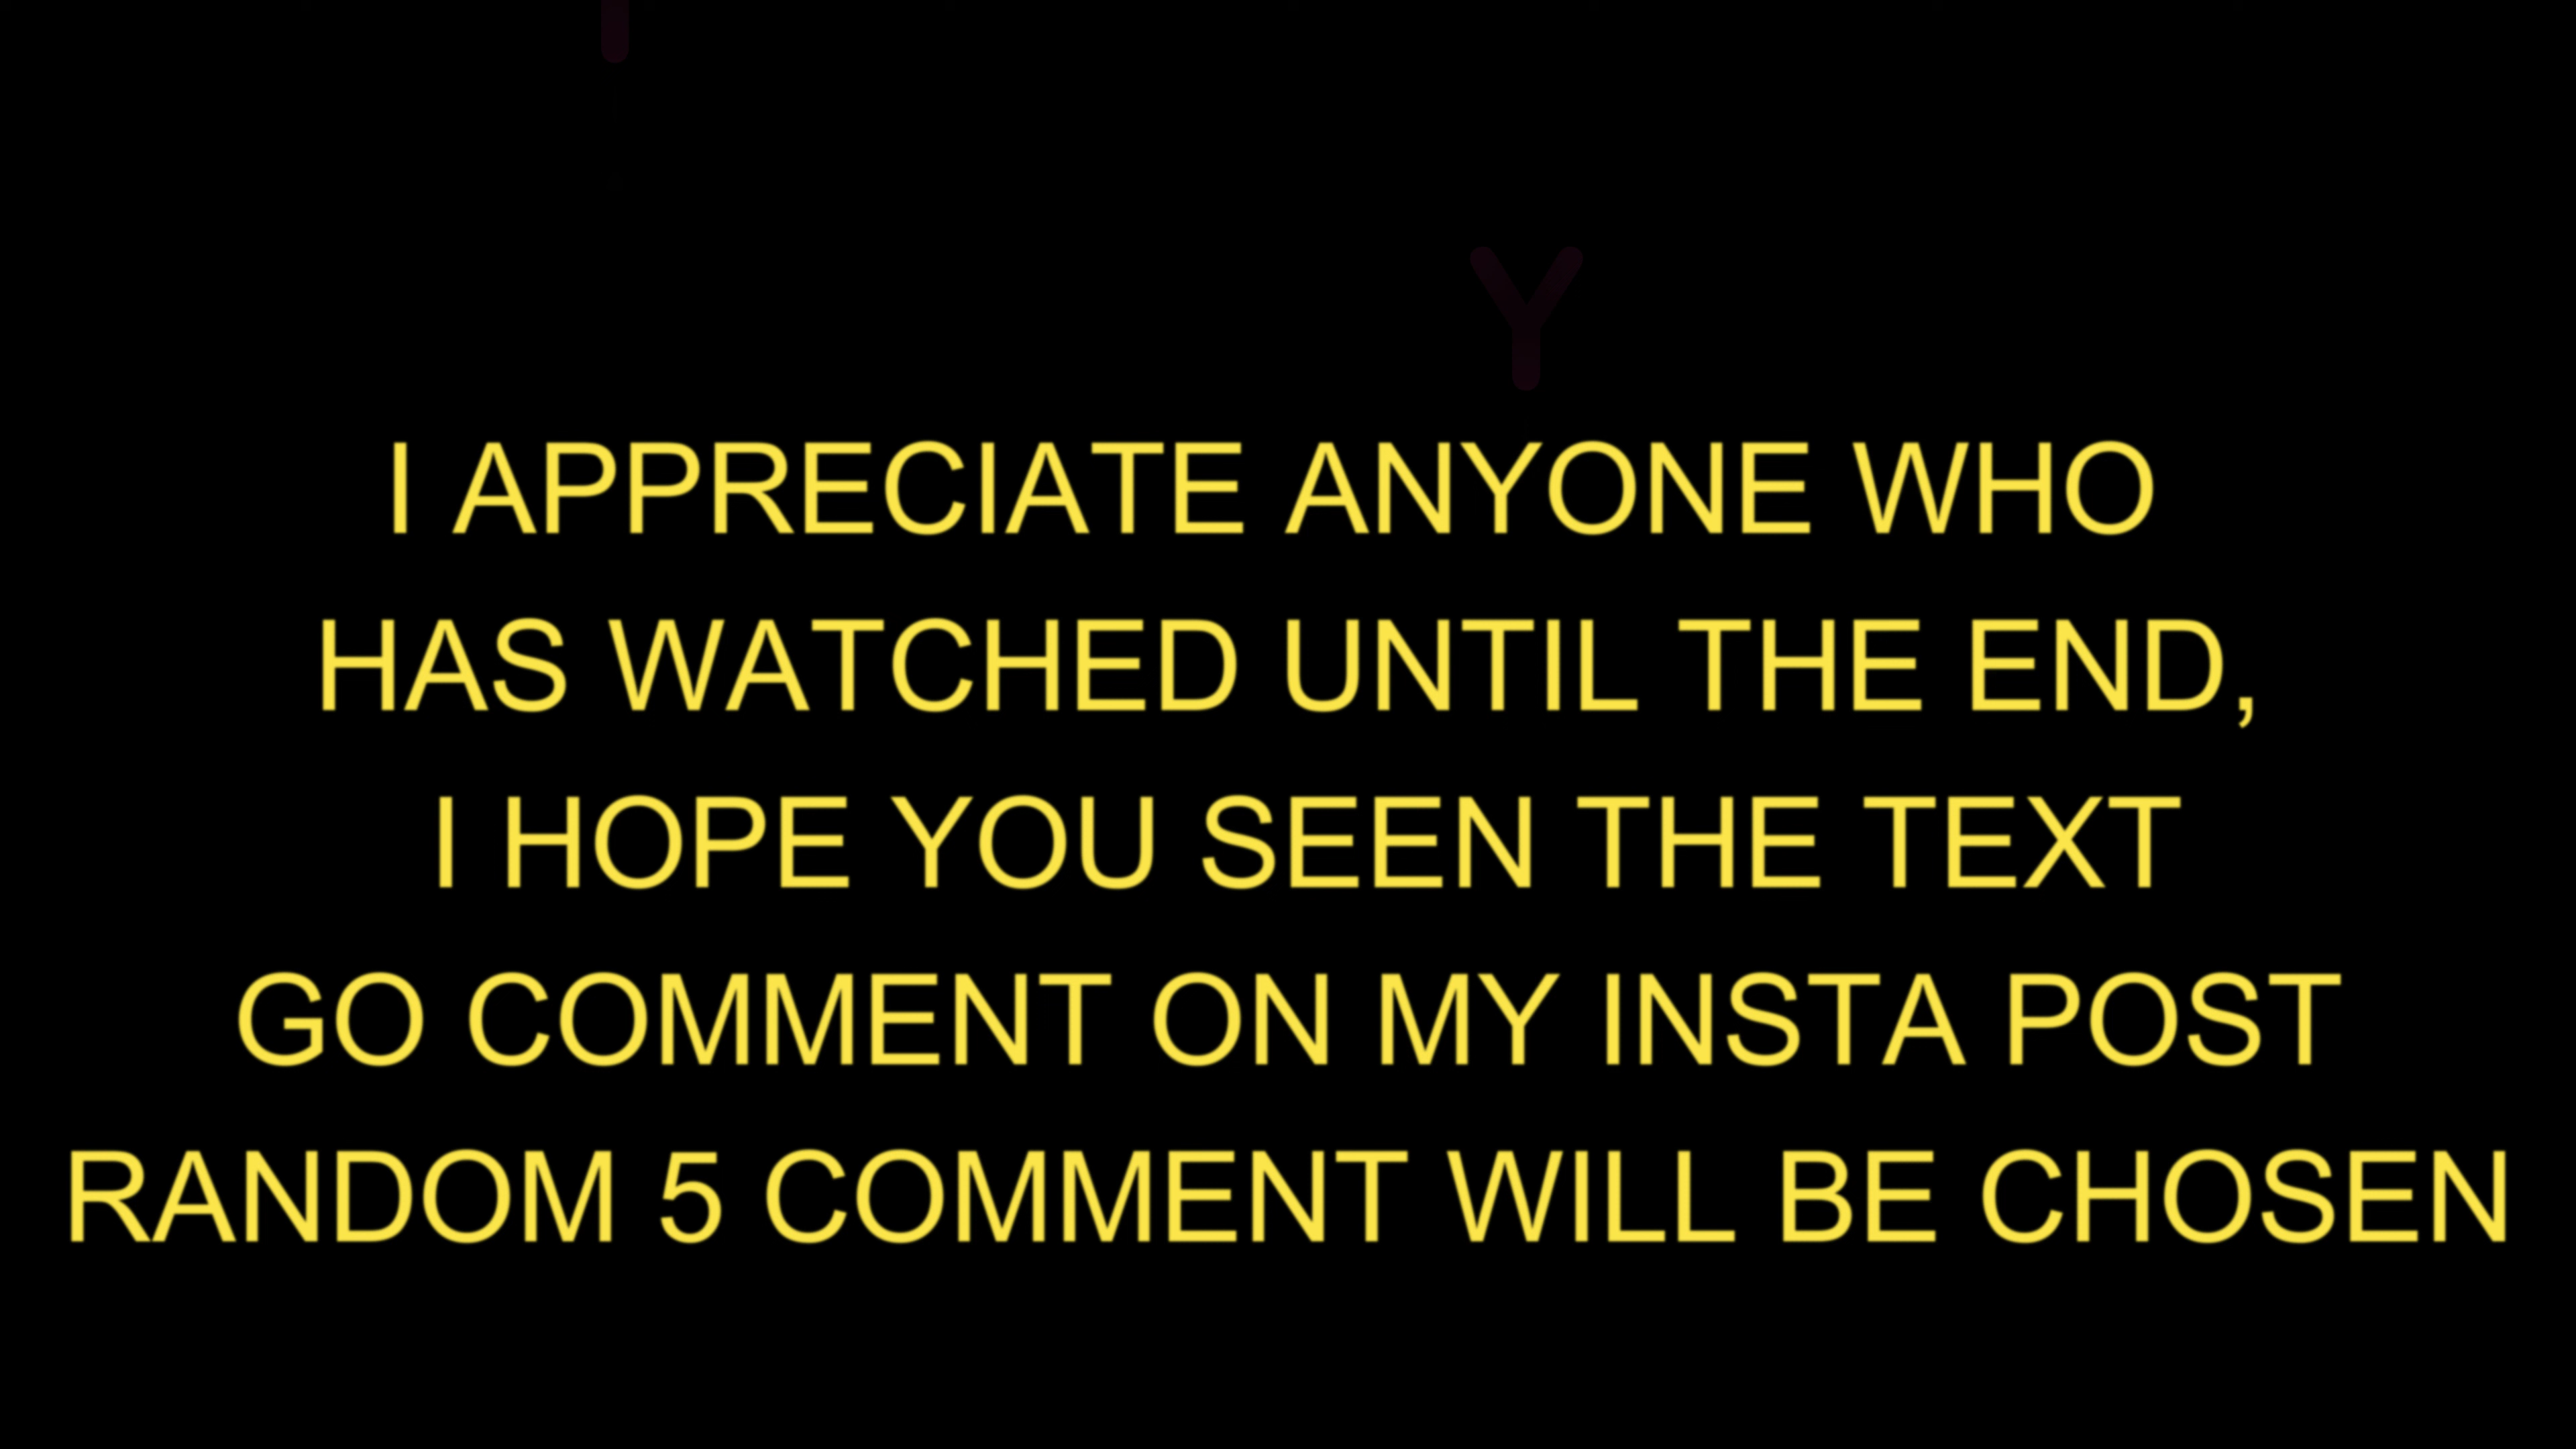 Y
I APPRECIATE ANYONE WHO
HAS WATCHED UNTIL THE END,
I HOPE YOU SEEN THE TEXT
GO COMMENT ON MY INSTA POST
RANDOM 5 COMMENT WILL BE CHOSEN